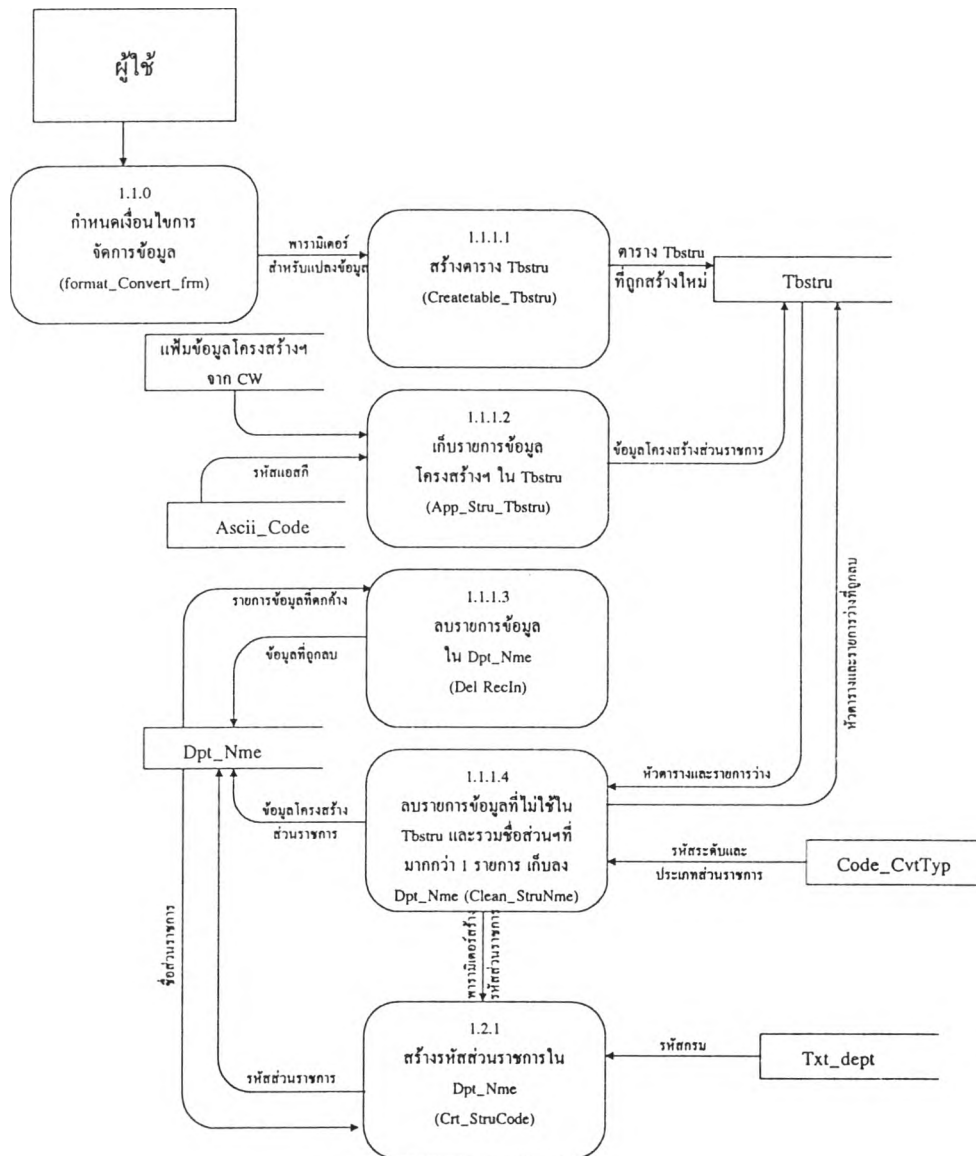 ผู้ใช้
1.1.0
กำหนดเงื่อนไขการ
จัดการข้อมูล
(format_Convert_frm)
พารามิเตอร์
สำหรับแปลงข้อมูล
1.1.1.1
สร้างตาราง Tbstru
(Createtable_Tbstru)
ตาราง Tbstru
ที่ถูกสร้างใหม่
Tbstru
แฟ้มข้อมูลโครงสร้างฯ
จาก CW
1.1.1.2
เก็บรายการข้อมูล
โครงสร้างฯ ใน Tbstru
(App_Stru_Tbstru)
ข้อมูลโครงสร้างส่วนราชการ
รหัสแอสกี
Ascii_Code
รายการข้อมูลที่ตกค้าง
1.1.1.3
ลบรายการข้อมูล
ใน Dpt_Nme
(Del RecIn)
ข้อมูลที่ถูกลบ
หัวตารางและรายการว่างที่ถูกลบ
Dpt_Nme
1.1.1.4
ลบรายการข้อมูลที่ไม่ใช้ใน
Tbstru และรวมชื่อส่วนฯที่
มากกว่า 1 รายการ เก็บลง
Dpt_Nme (Clean_StruNme)
หัวตารางและรายการว่าง
ข้อมูลโครงสร้าง
ส่วนราชการ
รหัสระดับและ
ประเภทส่วนราชการ
Code_CvtTyp
ชื่อส่วนราชการ
พารามิเตอร์สร้าง
รหัสส่วนราชการ
1.2.1
สร้างรหัสส่วนราชการใน
Dpt_Nme
(Crt_StruCode)
รหัสกรม
Txt_dept
รหัสส่วนราชการ